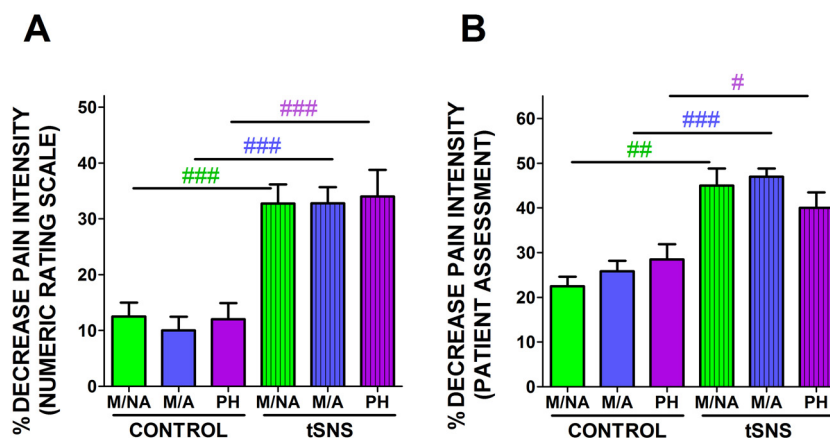 A
% DECREASE PAIN INTENSITY
(NUMERIC RATING SCALE)
50
40
30
20
10
0
###
###
###
M/NA M/A PH M/NA M/A PH
CONTROL tSNS
B
% DECREASE PAIN INTENSITY
(PATIENT ASSESSMENT)
60
50
40
30
20
10
0
#
###
##
M/NA M/A PH M/NA M/A PH
CONTROL tSNS